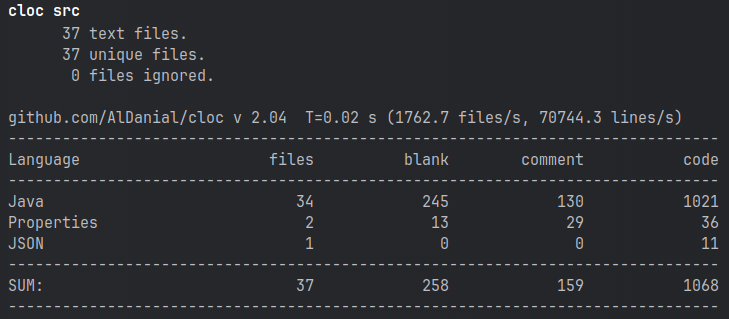 cloc src
      37 text files.
      37 unique files.
       0 files ignored.

github.com/AlDanial/cloc v 2.04  T=0.02 s (1762.7 files/s, 70744.3 lines/s)
-------------------------------------------------------------------------------
Language                     files          blank        comment           code
-------------------------------------------------------------------------------
Java                            34            245            130           1021
Properties                       2             13             29             36
JSON                             1              0              0             11
-------------------------------------------------------------------------------
SUM:                            37            258            159           1068
-------------------------------------------------------------------------------